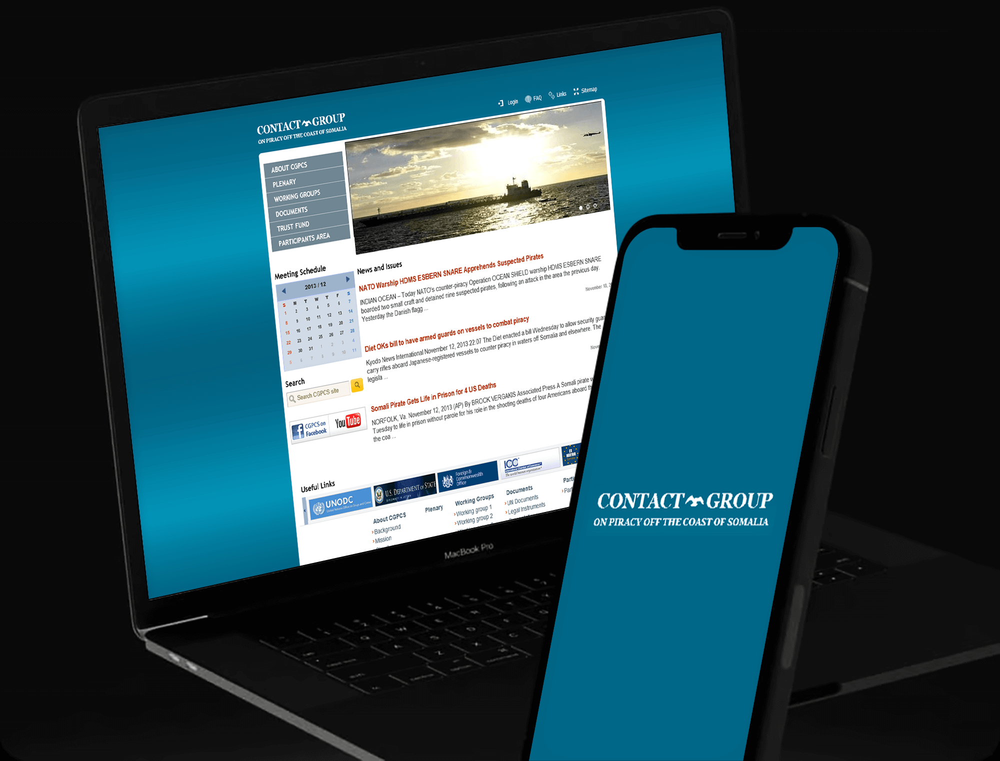 Login FAQ Links Sitemap
CONTACT GROUP
ON PIRACY OFF THE COAST OF SOMALIA
ABOUT CGPCS
PLENARY
WORKING GROUPS
DOCUMENTS
TRUST FUND
PARTICIPANTS AREA
Meeting Schedule
2013 / 12
S M T W T F S
1 2 3 4 5 6 7
8 9 10 11 12 13 14
15 16 17 18 19 20 21
22 23 24 25 26 27 28
29 30 31 1 2 3 4
5 6 7 8 9 10 11
Search
Search CGPCS site
CGPCS on
Facebook
YouTube
News and Issues
NATO Warship HDMS ESBERN SNARE Apprehends Suspected Pirates
INDIAN OCEAN – Today NATO's counter-piracy Operation OCEAN SHIELD warship HDMS ESBERN SNARE
boarded two small craft and detained nine suspected pirates, following an attack in the area the previous day.
Yesterday the Danish flagg ...
November 18,
Diet OKs bill to have armed guards on vessels to combat piracy
Kyodo News International November 12, 2013 22:07 The Diet enacted a bill Wednesday to allow security
carry rifles aboard Japanese-registered vessels to counter piracy in waters off Somalia and elsewhere. The
legisla ...
Somali Pirate Gets Life in Prison for 4 US Deaths
NORFOLK, Va. November 12, 2013 (AP) By BROCK VERGAKIS Associated Press A Somali pirate
Tuesday to life in prison without parole for his role in the shooting deaths of four Americans aboard
the coa ...
Useful Links
UNODC
United Nations Office on Drugs and Crime
U.S. DEPARTMENT OF STATE
DIPLOMACY IN ACTION
Foreign &
Commonwealth
Office
ICC
International Chamber of Commerce
The world business organization
EU
NAVFOR
Somalia
About CGPCS
Background
Mission
Plenary
Working Groups
Working group 1
Working group 2
Documents
UN Documents
Legal Instruments
MacBook Pro
CONTACT GROUP
ON PIRACY OFF THE COAST OF SOMALIA